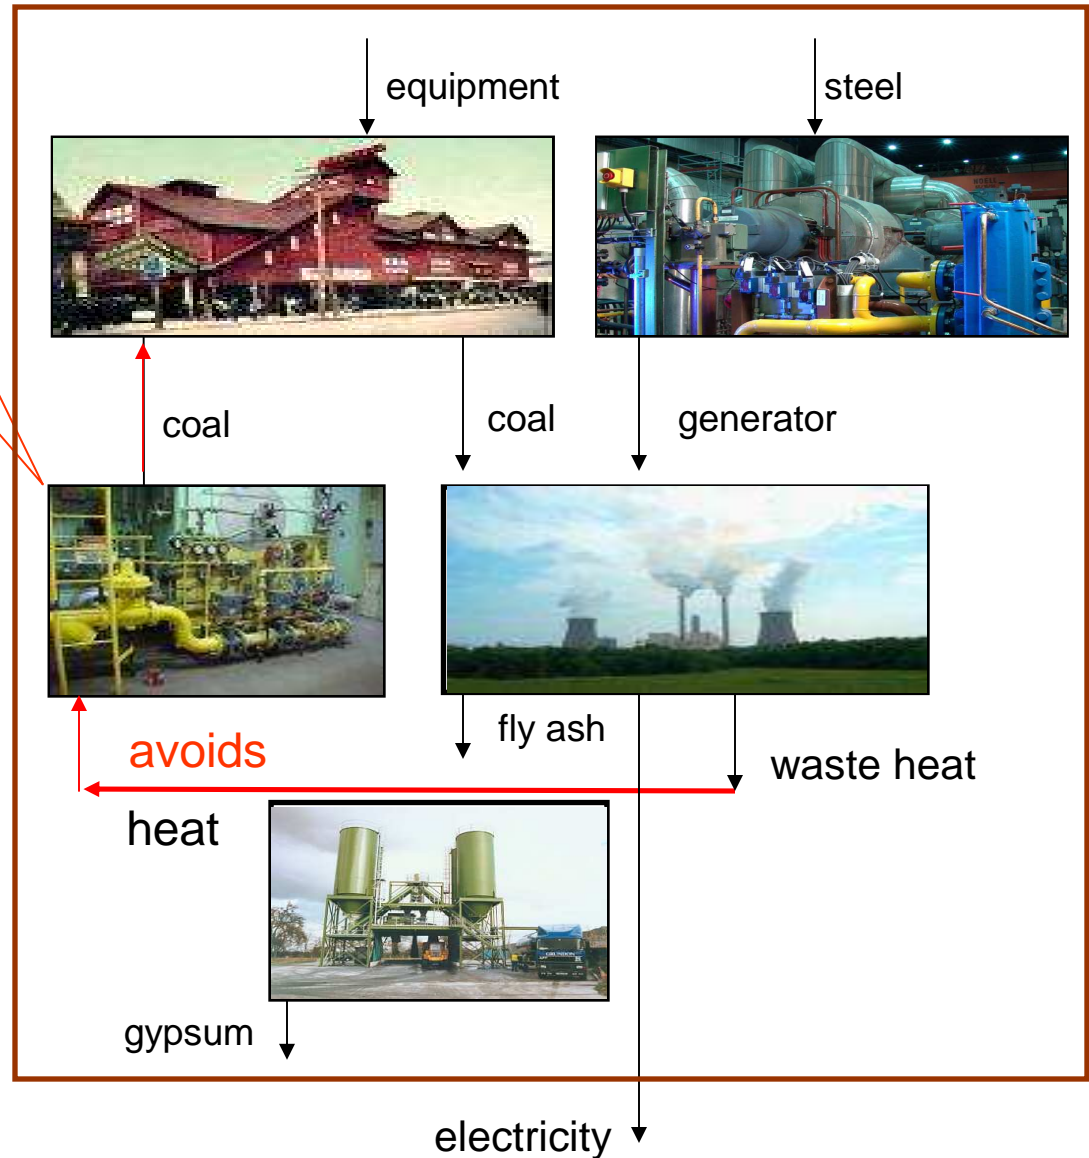 equipment
steel
coal
coal
generator
fly ash
avoids
waste heat
heat
gypsum
electricity